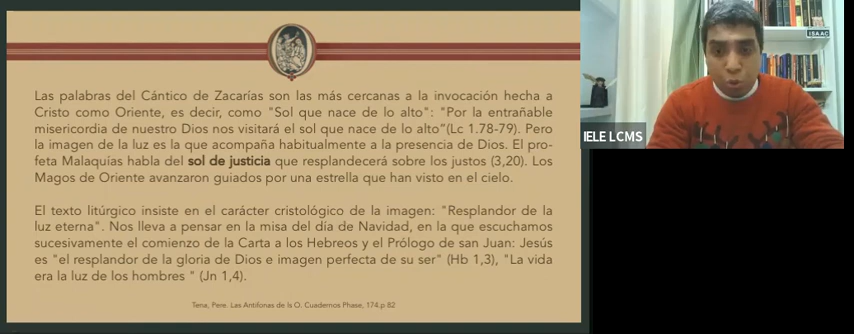 Las palabras del Cántico de Zacarías son las más cercanas a la invocación hecha a
Cristo como Oriente, es decir, como "Sol que nace de lo alto": "Por la entrañable
misericordia de nuestro Dios nos visitará el sol que nace de lo alto"(Lc 1.78-79). Pero
la imagen de la luz es la que acompaña habitualmente a la presencia de Dios. El pro-
feta Malaquías habla del sol de justicia que resplandecerá sobre los justos (3,20). Los
Magos de Oriente avanzaron guiados por una estrella que han visto en el cielo.
El texto litúrgico insiste en el carácter cristológico de la imagen: "Resplandor de la
luz eterna". Nos lleva a pensar en la misa del día de Navidad, en la que escuchamos
sucesivamente el comienzo de la Carta a los Hebreos y el Prólogo de san Juan: Jesús
es "el resplandor de la gloria de Dios e imagen perfecta de su ser" (Hb 1,3), "La vida
era la luz de los hombres " (Jn 1,4).
Tena, Pere. Las Antífonas de ls O. Cuadernos Phase, 174.p 82
ISAAC
IELE LCMS